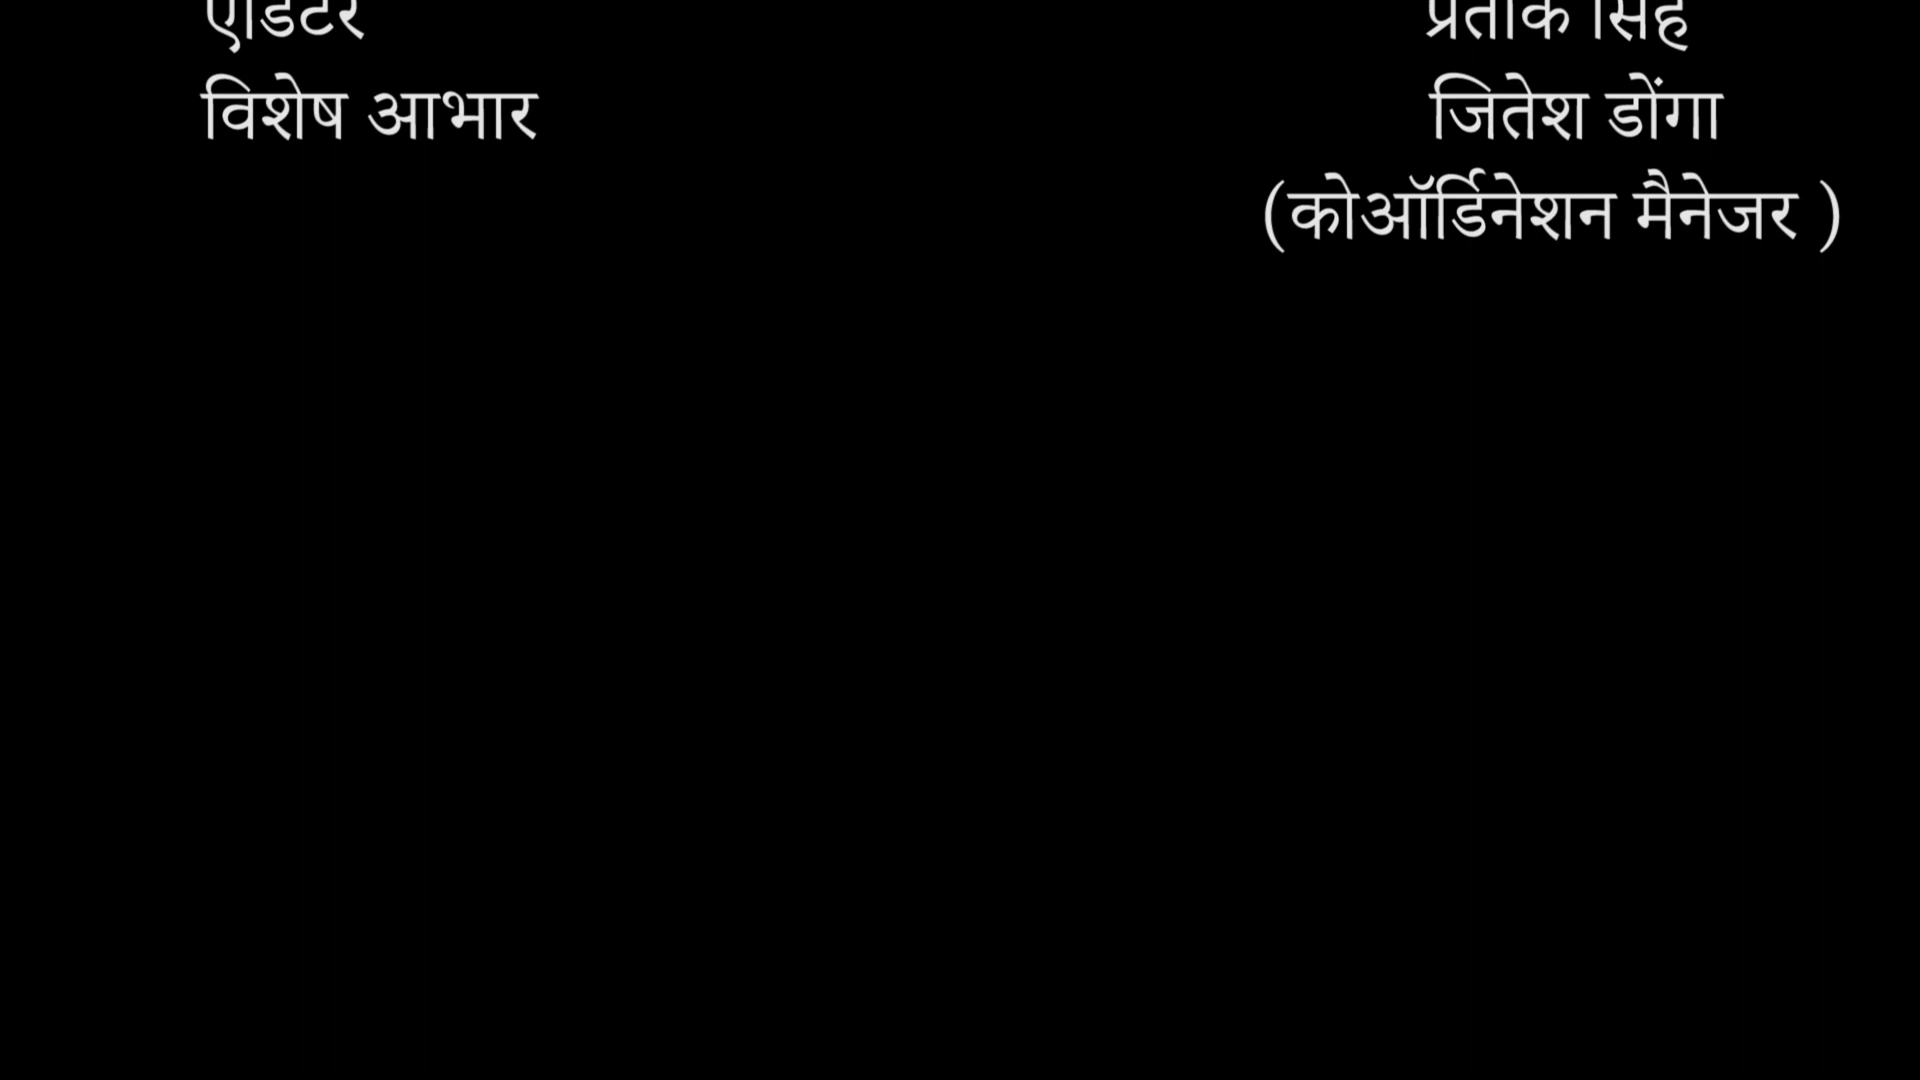 एडिटर प्रतीक सिंह
विशेष आभार जितेश डोंगा
(कोऑर्डिनेशन मैनेजर )